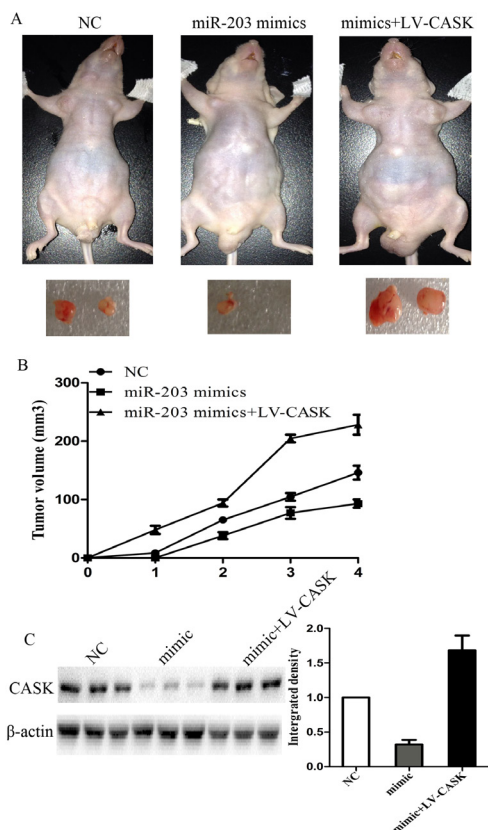 A
NC
miR-203 mimics
mimics+LV-CASK
B
NC
miR-203 mimics
miR-203 mimics+LV-CASK
Tumor volume (mm3)
300
200
100
0
0 1 2 3 4
C
NC
mimic
mimic+LV-CASK
CASK
β-actin
Intergrated density
2.0
1.5
1.0
0.5
0.0
NC
mimic
mimic+LV-CASK